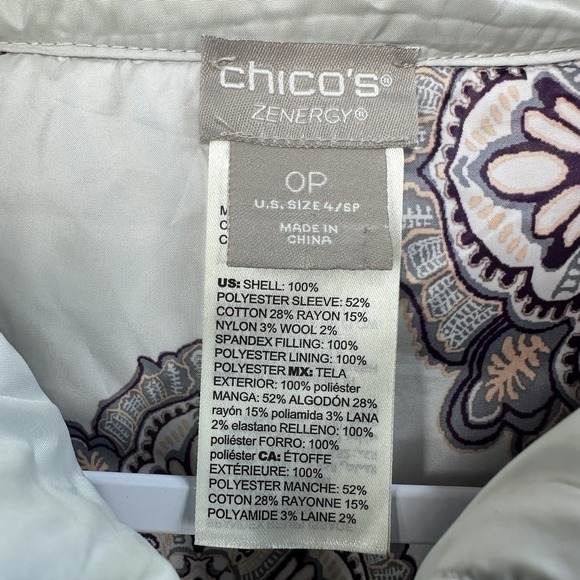 chico's®
ZENERGY®
OP
U.S. SIZE 4/6P
MADE IN
CHINA
US: SHELL: 100%
POLYESTER SLEEVE: 52%
COTTON 28% RAYON 15%
NYLON 3% WOOL 2%
SPANDEX FILLING: 100%
POLYESTER LINING: 100%
POLYESTER MX: TELA
EXTERIOR: 100% poliéster
MANGA: 52% ALGODÓN 28%
rayón 15% poliamida 3% LANA
2% elastano RELLENO: 100%
poliéster FORRO: 100%
poliéster CA: ÉTOFFE
EXTÉRIEURE: 100%
POLYESTER MANCHE: 52%
COTON 28% RAYONNE 15%
POLYAMIDE 3% LAINE 2%